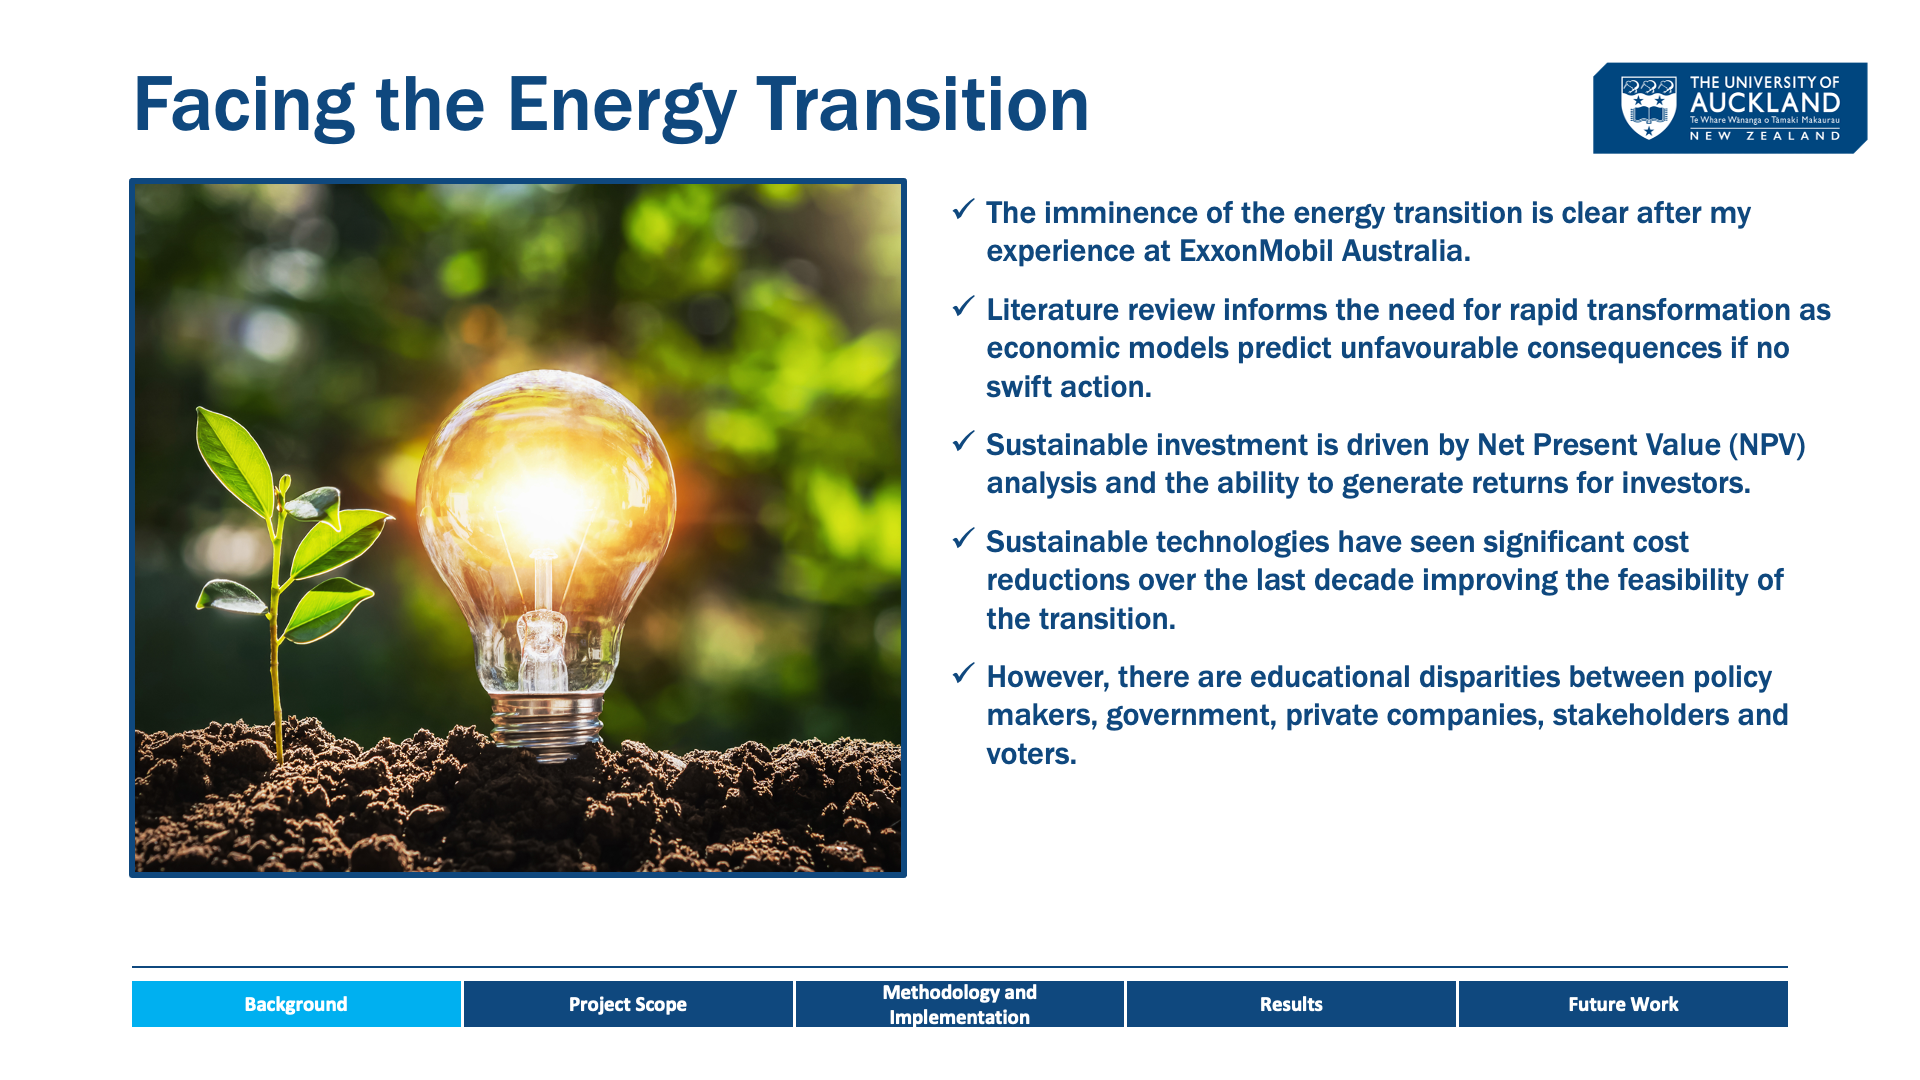 Facing the Energy Transition
THE UNIVERSITY OF
AUCKLAND
Te Whare Wānanga o Tāmaki Makaurau
NEW ZEALAND
✓ The imminence of the energy transition is clear after my
experience at ExxonMobil Australia.
✓ Literature review informs the need for rapid transformation as
economic models predict unfavourable consequences if no
swift action.
✓ Sustainable investment is driven by Net Present Value (NPV)
analysis and the ability to generate returns for investors.
✓ Sustainable technologies have seen significant cost
reductions over the last decade improving the feasibility of
the transition.
✓ However, there are educational disparities between policy
makers, government, private companies, stakeholders and
voters.
Background
Project Scope
Methodology and
Implementation
Results
Future Work